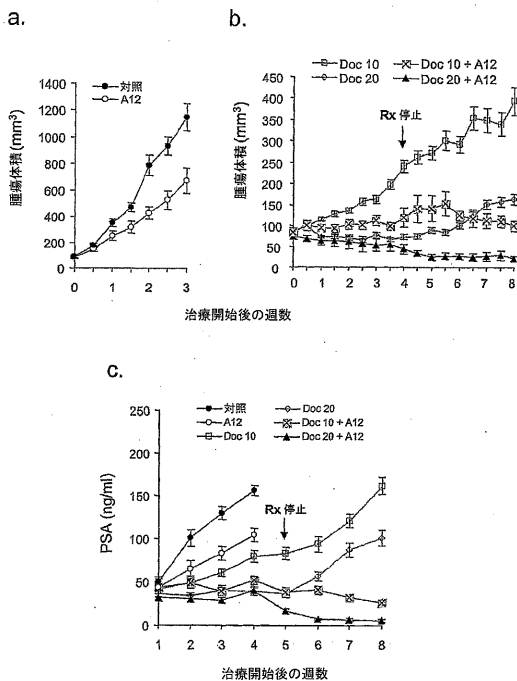 a.
対照
A12
腫瘍体積(mm³)
1400
1200
1000
800
600
400
200
0
0 1 2 3
b.
Doc 10
Doc 10 + A12
Doc 20
Doc 20 + A12
Rx 停止
腫瘍体積(mm³)
450
400
350
300
250
200
150
100
50
0
0 1 2 3 4 5 6 7 8
治療開始後の週数
c.
対照
Doc 20
A12
Doc 10 + A12
Doc 10
Doc 20 + A12
Rx 停止
PSA (ng/ml)
250
200
150
100
50
0
1 2 3 4 5 6 7 8
治療開始後の週数